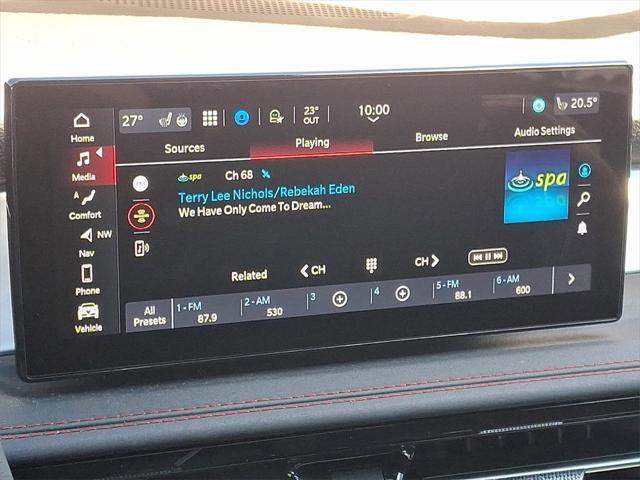 27°
23°
OUT
10:00
20.5°
Home
Media
A
Comfort
NW
Nav
Phone
Vehicle
Sources
Playing
Browse
Audio Settings
spa
Ch 68
Terry Lee Nichols/Rebekah Eden
We Have Only Come To Dream...
spa
Related
CH
CH
All
Presets
1 - FM
87.9
2 - AM
530
3
4
5 - FM
88.1
6 - AM
600